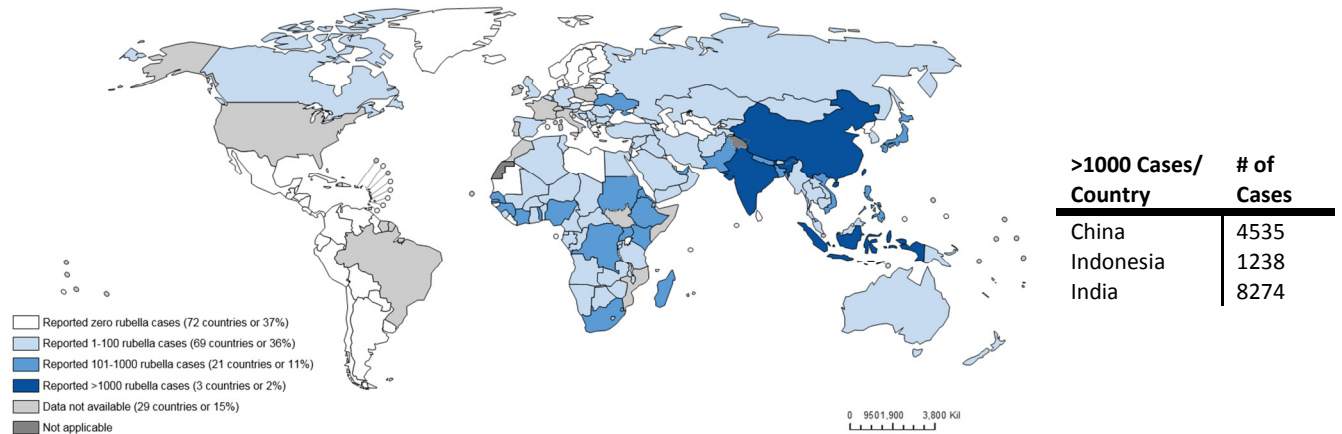 Reported zero rubella cases (72 countries or 37%)
Reported 1-100 rubella cases (69 countries or 36%)
Reported 101-1000 rubella cases (21 countries or 11%)
Reported >1000 rubella cases (3 countries or 2%)
Data not available (29 countries or 15%)
Not applicable
0 9501,900 3,800 Kil
>1000 Cases/ # of
Country Cases
China 4535
Indonesia 1238
India 8274